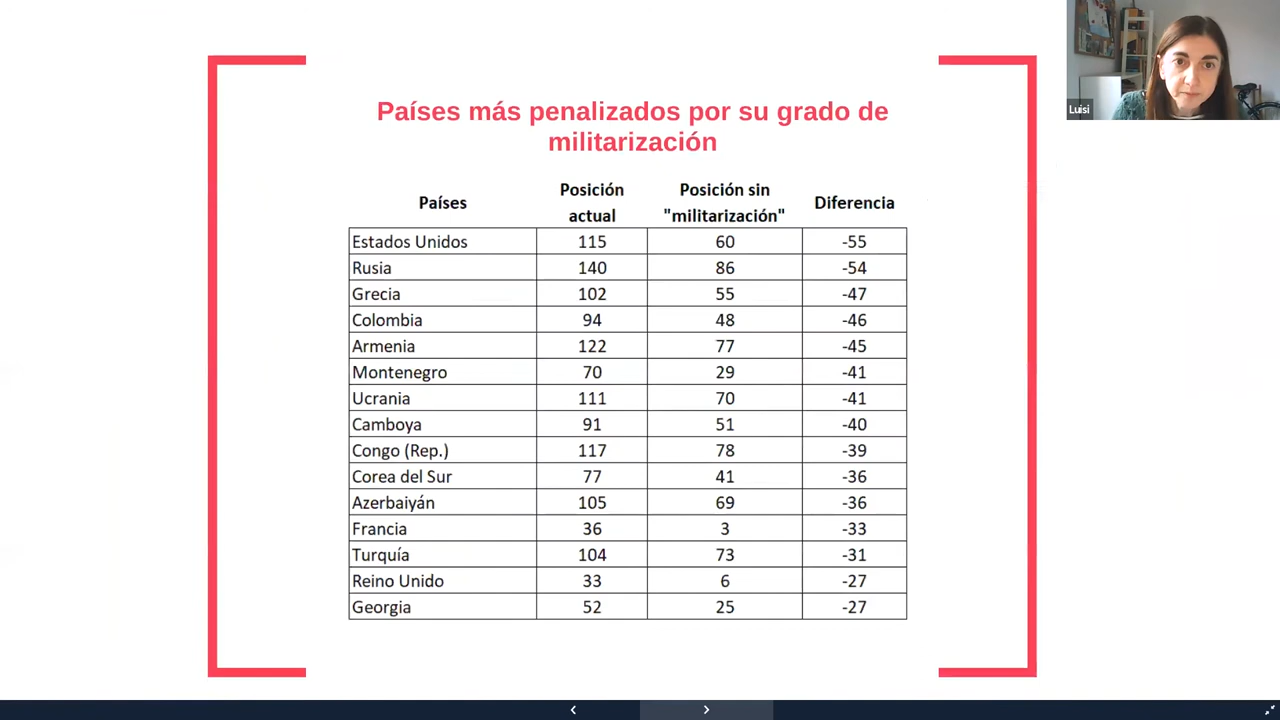 Países más penalizados por su grado de
militarización
Países Posición actual Posición sin "militarización" Diferencia
Estados Unidos 115 60 -55
Rusia 140 86 -54
Grecia 102 55 -47
Colombia 94 48 -46
Armenia 122 77 -45
Montenegro 70 29 -41
Ucrania 111 70 -41
Camboya 91 51 -40
Congo (Rep.) 117 78 -39
Corea del Sur 77 41 -36
Azerbaiyán 105 69 -36
Francia 36 3 -33
Turquía 104 73 -31
Reino Unido 33 6 -27
Georgia 52 25 -27
Luisi